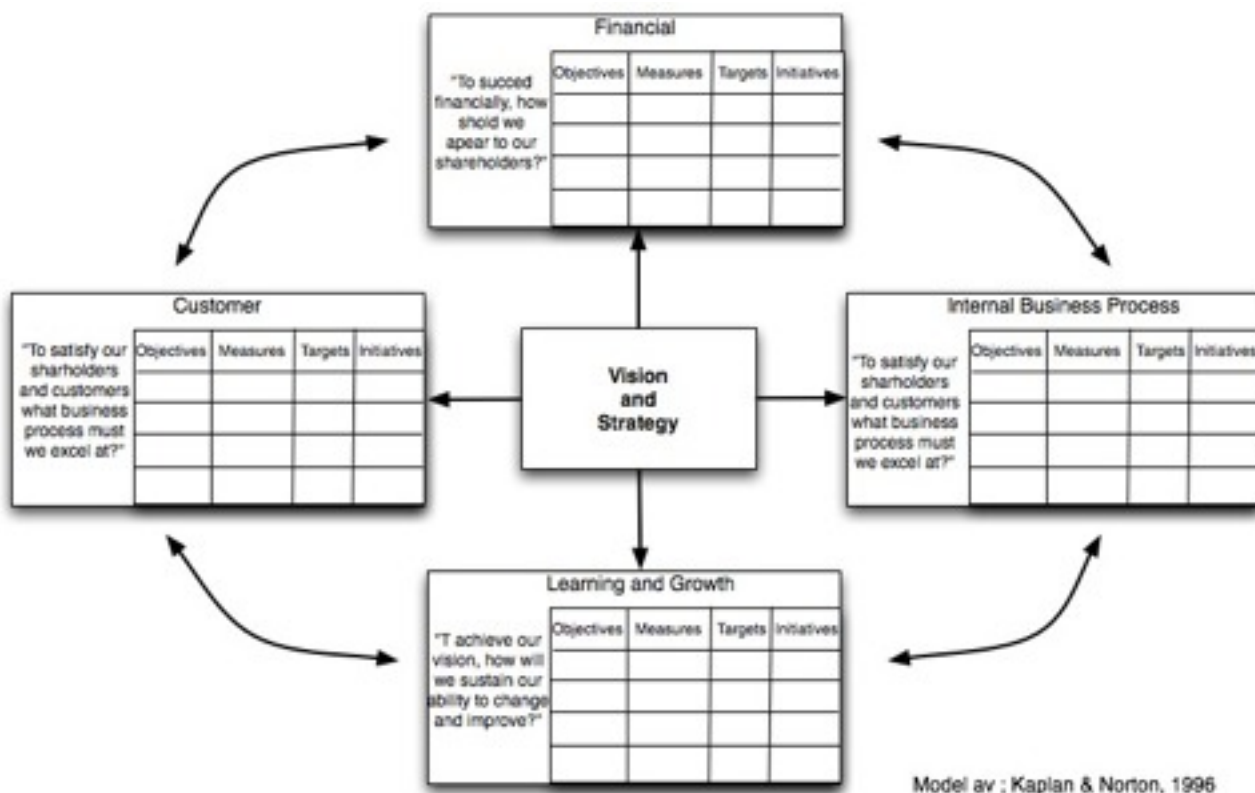 Financial
"To succed
financially, how
shold we
apear to our
shareholders?"
Objectives Measures Targets Initiatives
Customer
"To satisfy our
sharholders
and customers
what business
process must
we excel at?"
Objectives Measures Targets Initiatives
Vision
and
Strategy
Internal Business Process
"To satisfy our
sharholders
and customers
what business
process must
we excel at?"
Objectives Measures Targets Initiatives
Learning and Growth
"T achieve our
vision, how will
we sustain our
ability to change
and improve?"
Objectives Measures Targets Initiatives
Model av : Kaplan & Norton, 1996